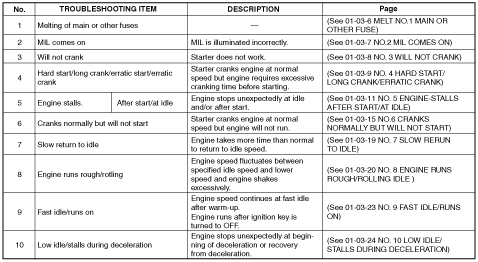 No. TROUBLESHOOTING ITEM DESCRIPTION Page
1 Melting of main or other fuses — (See 01-03-6 MELT NO.1 MAIN OR
OTHER FUSE)
2 MIL comes on MIL is illuminated incorrectly. (See 01-03-7 NO.2 MIL COMES ON)
3 Will not crank Starter does not work. (See 01-03-8 NO. 3 WILL NOT CRANK)
4 Hard start/long crank/erratic start/erratic
crank
Starter cranks engine at normal
speed but engine requires excessive
cranking time before starting.
(See 01-03-9 NO. 4 HARD START/
LONG CRANK/ERRATIC CRANK)
5 Engine stalls. After start/at idle
Engine stops unexpectedly at idle
and/or after start.
(See 01-03-11 NO. 5 ENGINE-STALLS
AFTER START/AT IDLE)
6 Cranks normally but will not start
Starter cranks engine at normal
speed but engine will not run.
(See 01-03-15 NO.6 CRANKS
NORMALLY BUT WILL NOT START)
7 Slow return to idle
Engine takes more time than normal
to return to idle speed.
(See 01-03-19 NO. 7 SLOW RERUN
TO IDLE)
8 Engine runs rough/rolling
Engine speed fluctuates between
specified idle speed and lower
speed and engine shakes
excessively.
(See 01-03-20 NO. 8 ENGINE RUNS
ROUGH/ROLLING IDLE )
9 Fast idle/runs on
Engine speed continues at fast idle
after warm-up.
Engine runs after ignition key is
turned to OFF.
(See 01-03-23 NO. 9 FAST IDLE/RUNS
ON)
10 Low idle/stalls during deceleration
Engine stops unexpectedly at begin-
ning of deceleration or recovery
from deceleration.
(See 01-03-24 NO. 10 LOW IDLE/
STALLS DURING DECELERATION)